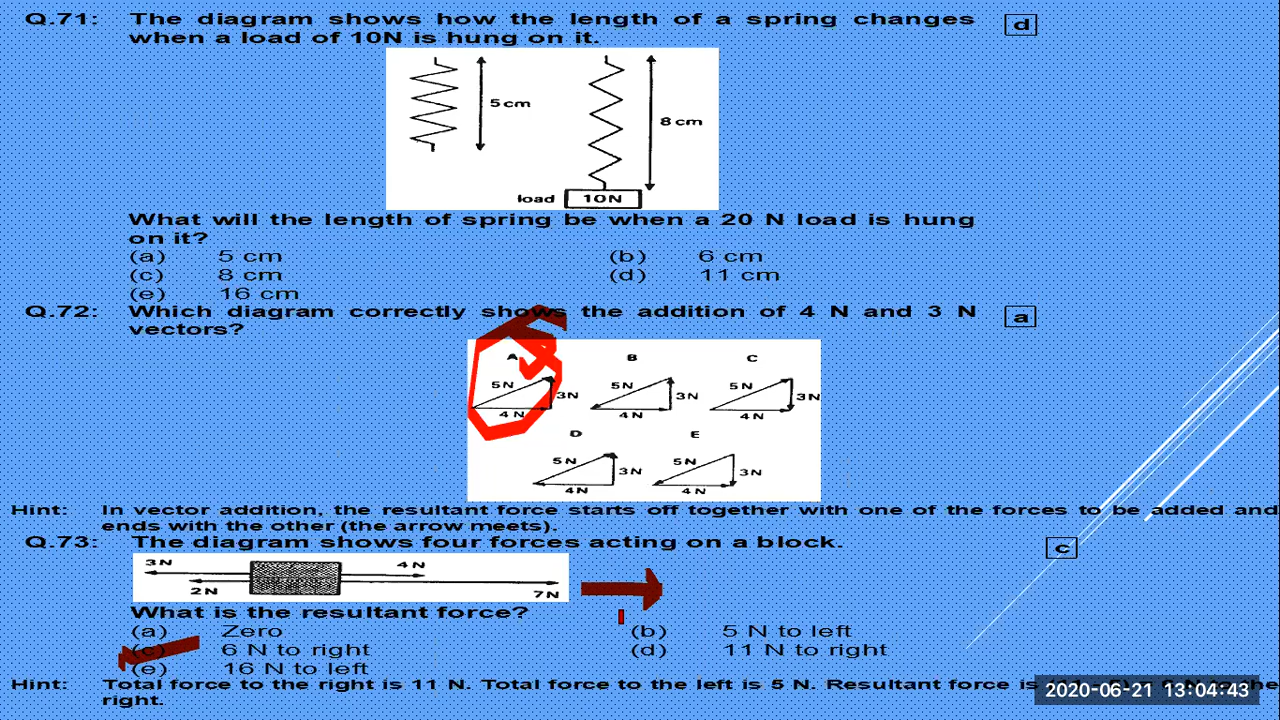 Q.71: The diagram shows how the length of a spring changes d
when a load of 10N is hung on it.
5 cm
8 cm
load 10N
What will the length of spring be when a 20 N load is hung
on it?
(a) 5 cm (b) 6 cm
(c) 8 cm (d) 11 cm
(e) 16 cm
Q.72: Which diagram correctly shows the addition of 4 N and 3 N a
vectors?
A B C
5N 3N 4N 5N 3N 4N 5N 3N 4N
D E
5N 3N 4N 5N 3N 4N
Hint: In vector addition, the resultant force starts off together with one of the forces to be added and
ends with the other (the arrow meets).
Q.73: The diagram shows four forces acting on a block. c
3N 4N
2N 7N
What is the resultant force?
(a) Zero (b) 5 N to left
(c) 6 N to right (d) 11 N to right
(e) 16 N to left
Hint: Total force to the right is 11 N. Total force to the left is 5 N. Resultant force is
right.
2020-06-21 13:04:43